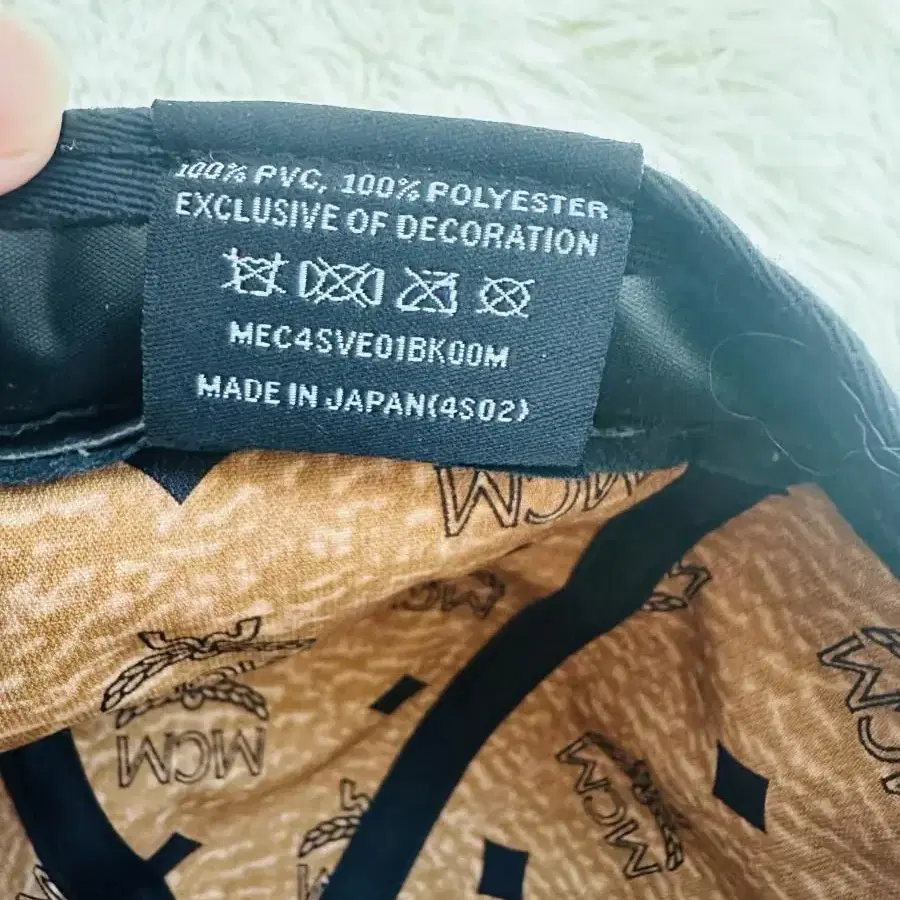 100% PVC, 100% POLYESTER
EXCLUSIVE OF DECORATION
MEC4SVE01BK00M
MADE IN JAPAN(4S02)
MCM
MCM
MCM
MCM
MCM